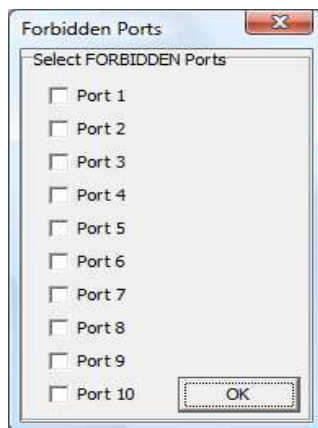 Forbidden Ports
Select FORBIDDEN Ports
Port 1
Port 2
Port 3
Port 4
Port 5
Port 6
Port 7
Port 8
Port 9
Port 10 OK